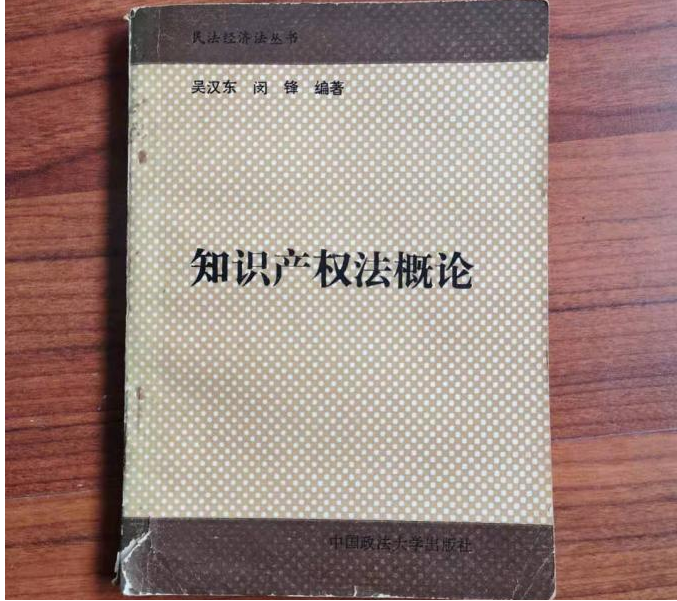 民法经济法丛书
吴汉东 闵 锋 编著
知识产权法概论
中国政法大学出版社